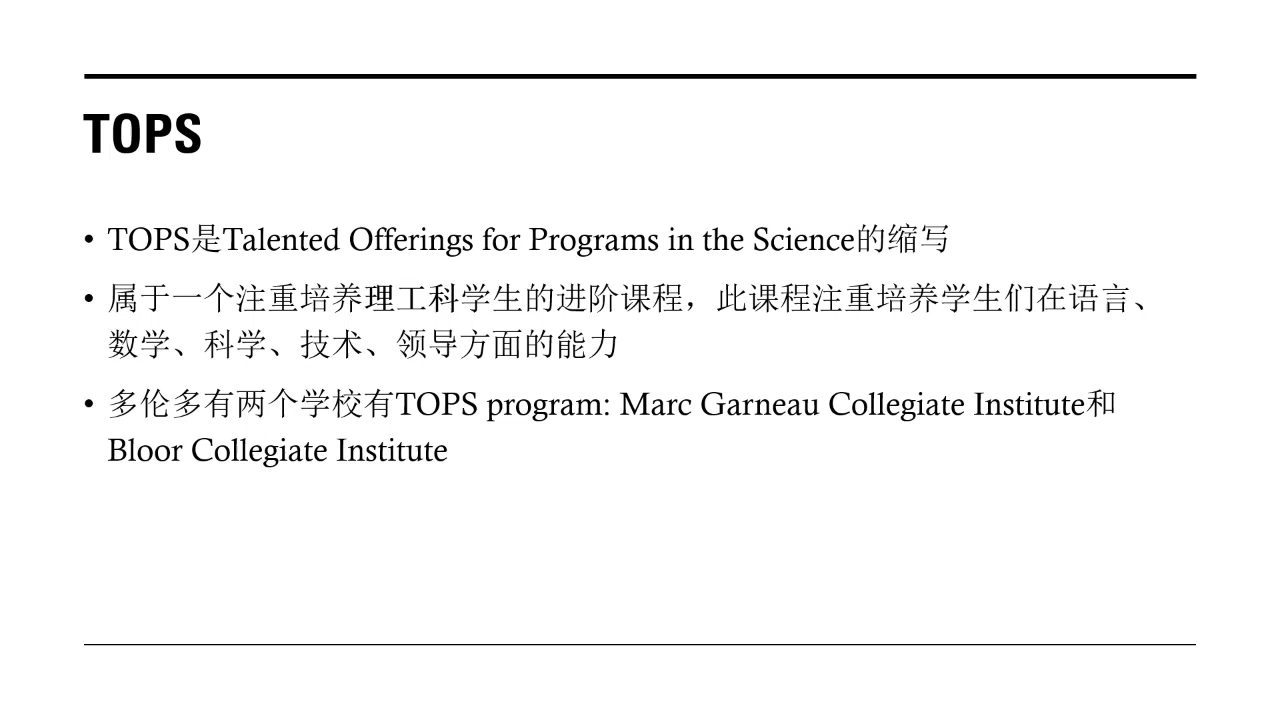 TOPS
• TOPS是Talented Offerings for Programs in the Science的缩写
• 属于一个注重培养理工科学生的进阶课程，此课程注重培养学生们在语言、
数学、科学、技术、领导方面的能力
• 多伦多有两个学校有TOPS program: Marc Garneau Collegiate Institute和
Bloor Collegiate Institute